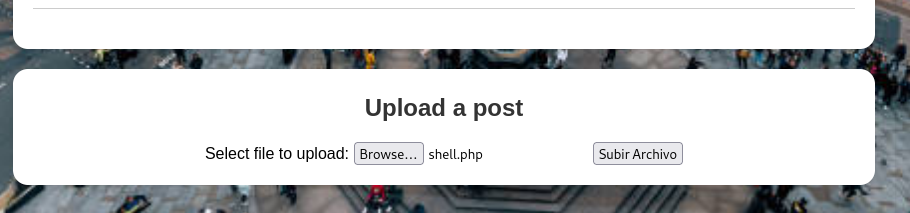 Upload a post
Select file to upload: Browse... shell.php Subir Archivo